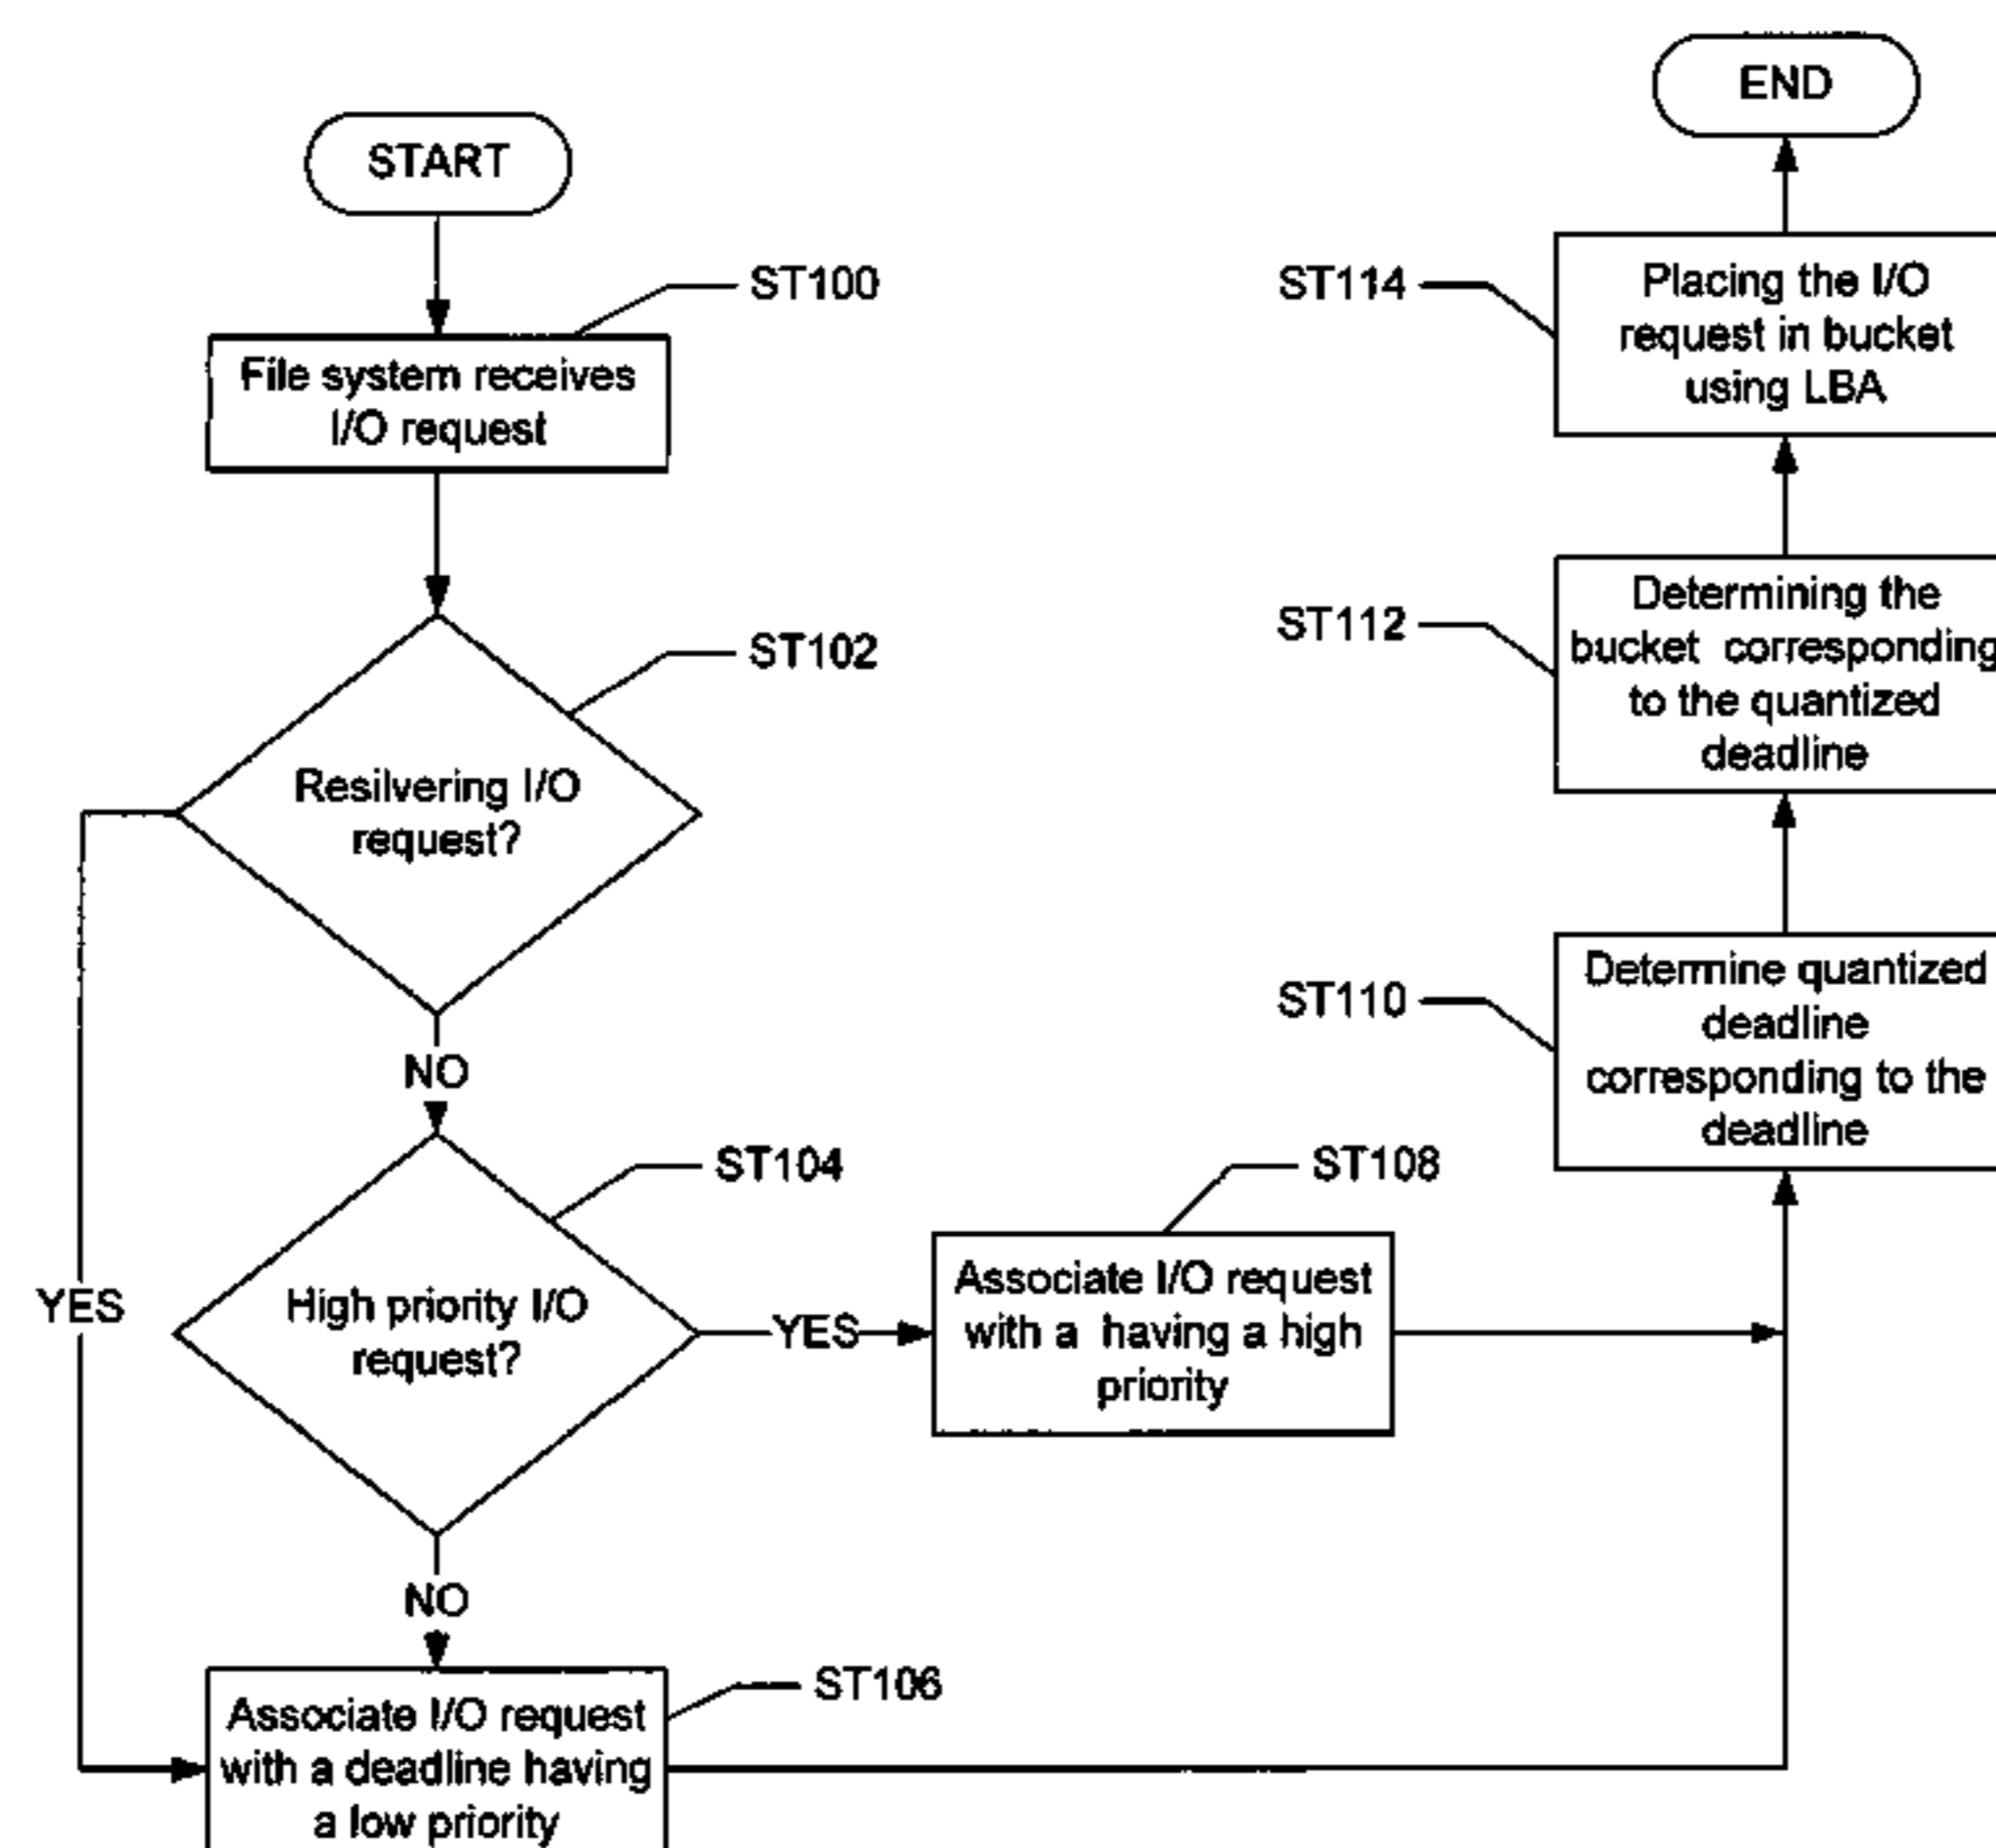 START
ST100
File system receives
I/O request
ST102
Resilvering I/O
request?
NO
YES
ST104
High priority I/O
request?
YES
ST108
Associate I/O request
with a having a high
priority
NO
ST106
Associate I/O request
with a deadline having
a low priority
ST110
Determine quantized
deadline
corresponding to the
deadline
ST112
Determining the
bucket corresponding
to the quantized
deadline
ST114
Placing the I/O
request in bucket
using LBA
END